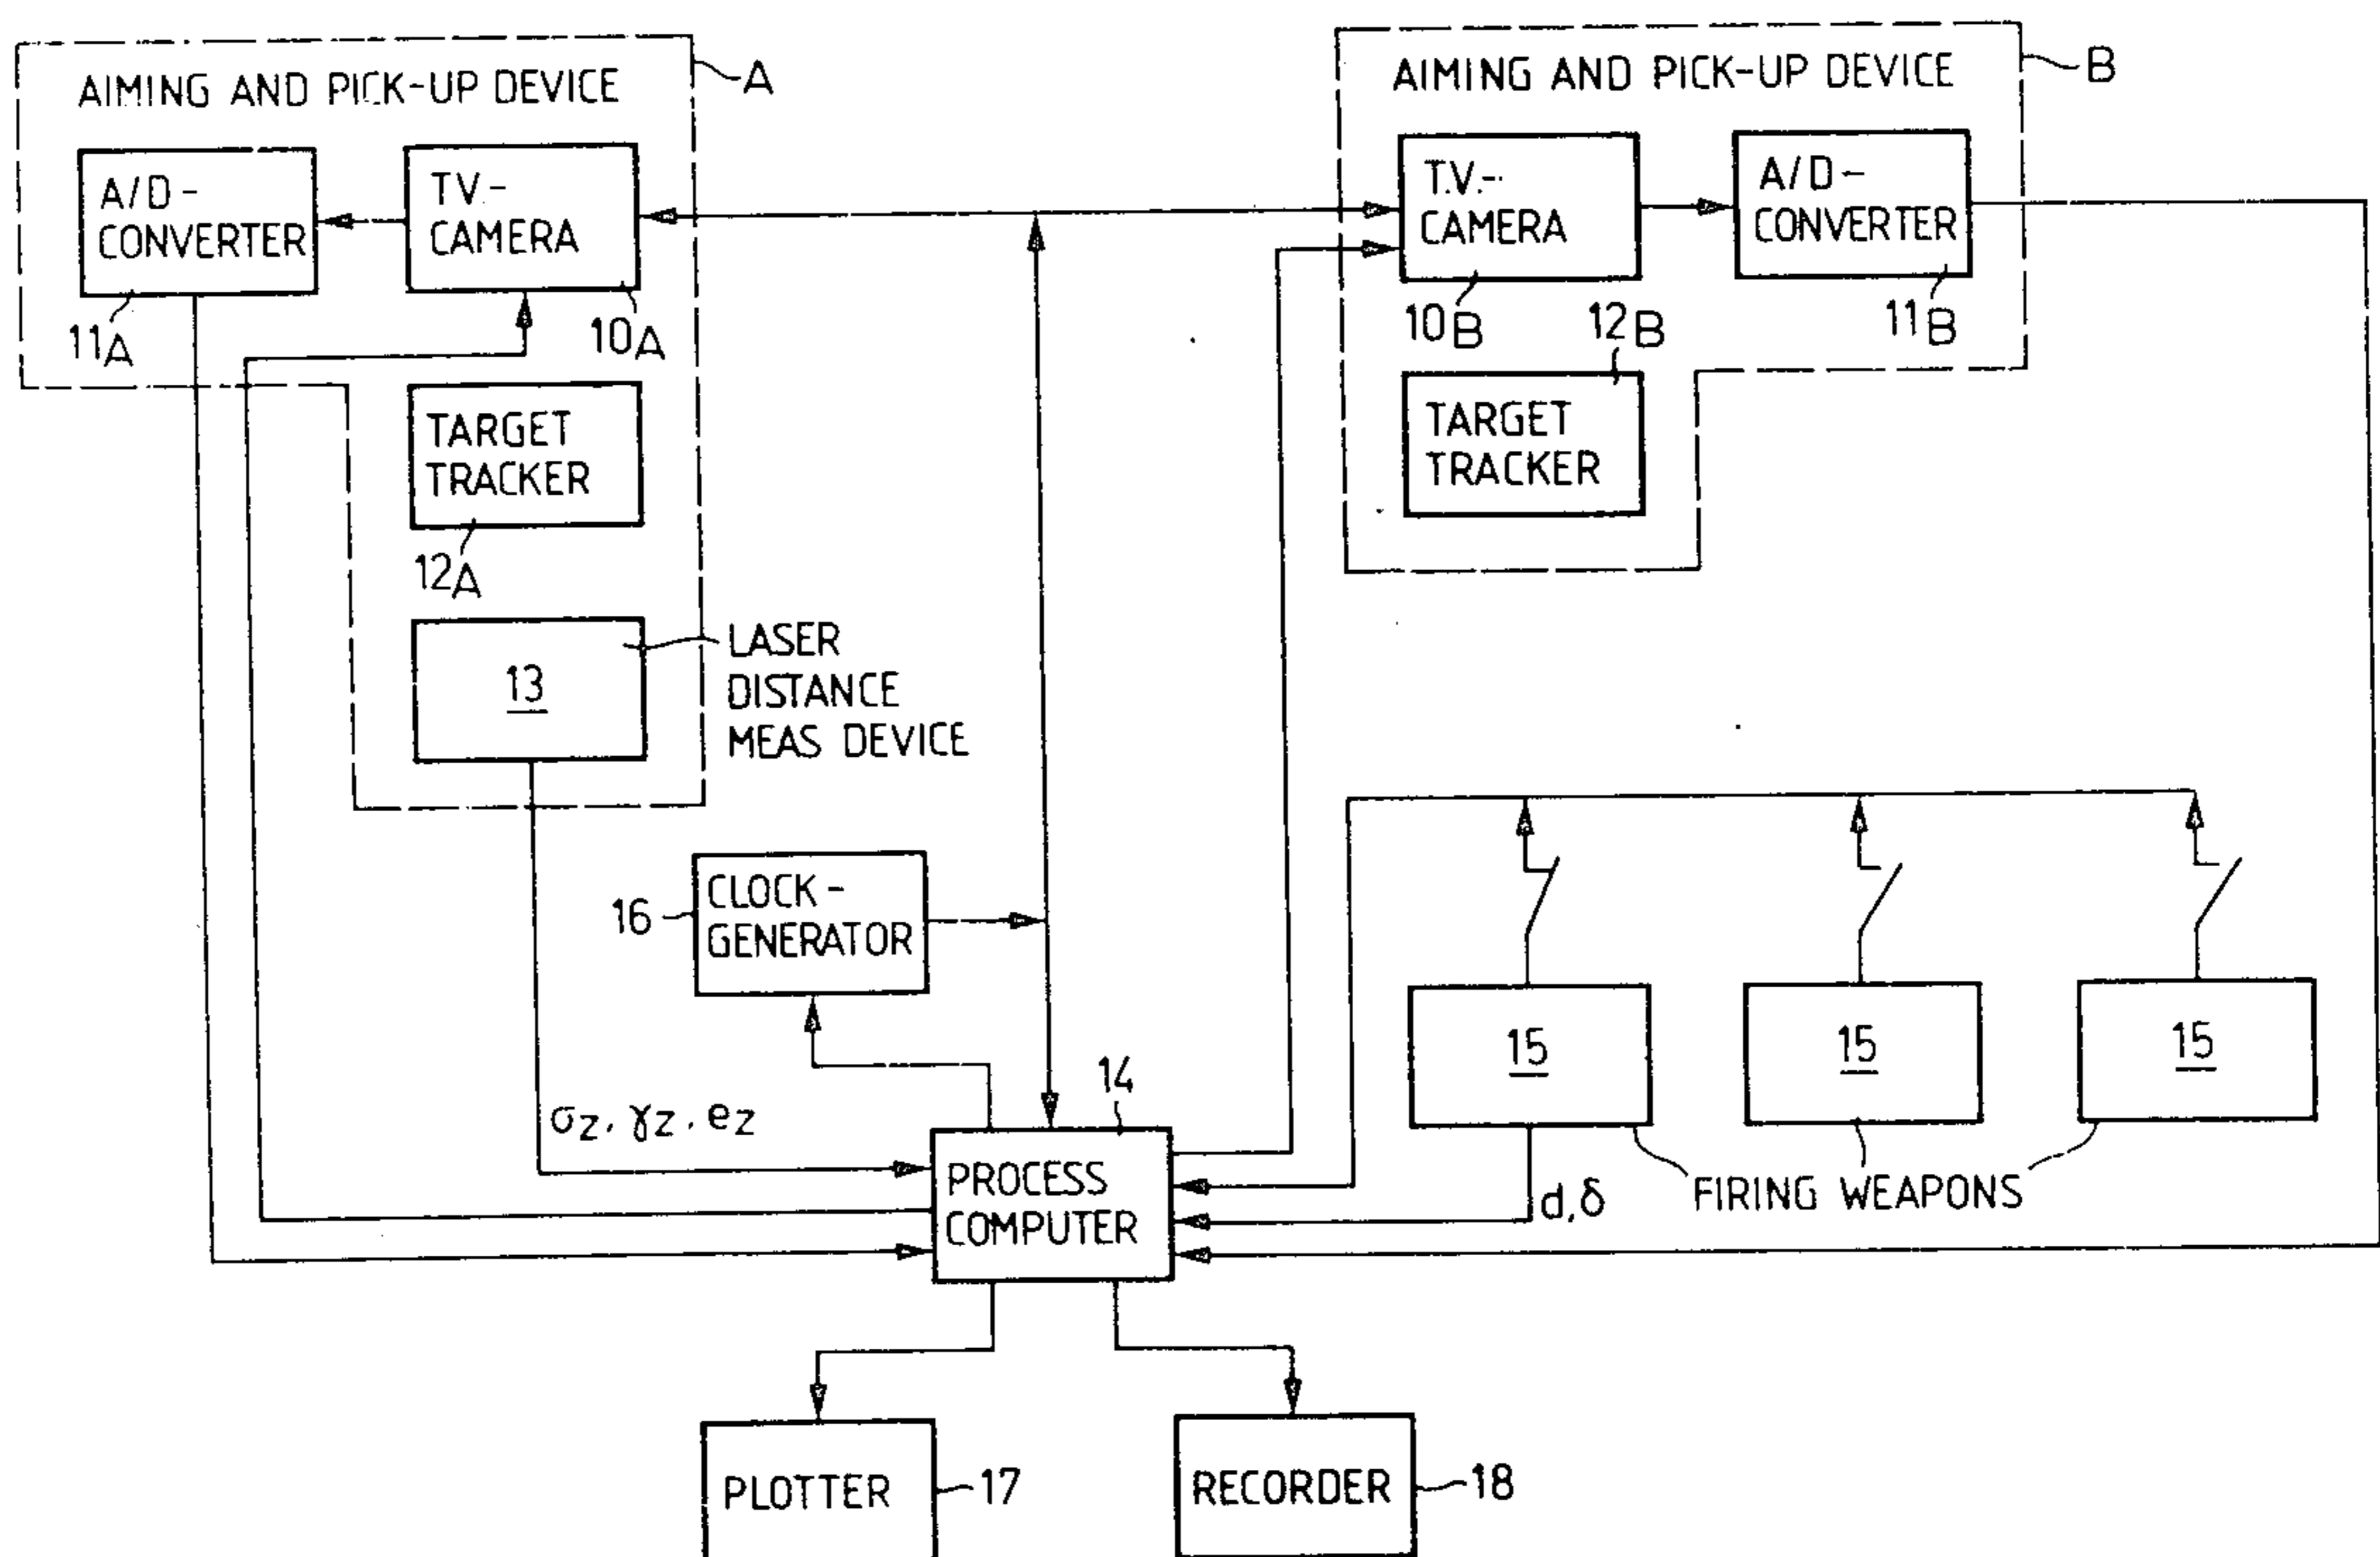 AIMING AND PICK-UP DEVICE
A
A/D-
CONVERTER
TV-
CAMERA
11A
10A
TARGET
TRACKER
12A
13
LASER
DISTANCE
MEAS DEVICE
AIMING AND PICK-UP DEVICE
B
T.V.-
CAMERA
A/D-
CONVERTER
10B
12B
11B
TARGET
TRACKER
16
CLOCK-
GENERATOR
σz, γz, ez
14
PROCESS
COMPUTER
15
15
15
d,δ
FIRING WEAPONS
PLOTTER
17
RECORDER
18